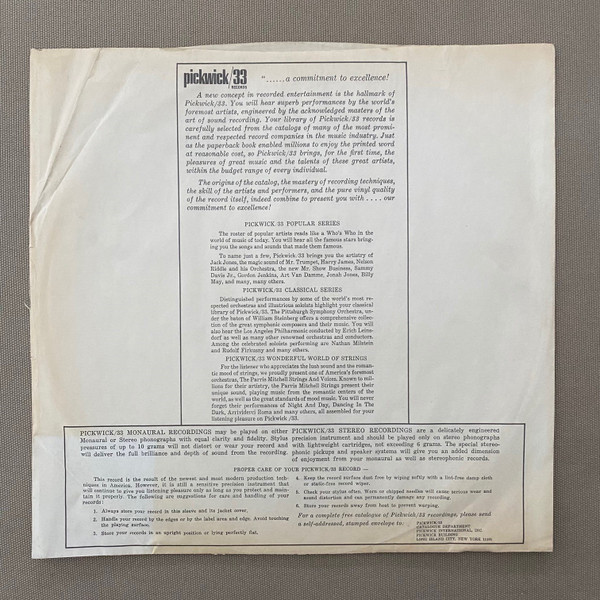 pickwick/33
RECORDS
"......a commitment to excellence!
A new concept in recorded entertainment is the hallmark of
Pickwick/33. You will hear superb performances by the world's
foremost artists, engineered by the acknowledged masters of the
art of sound recording. Your library of Pickwick/33 records is
carefully selected from the catalogs of many of the most promi-
nent and respected record companies in the music industry. Just
as the paperback book enabled millions to enjoy the printed word
at reasonable cost, so Pickwick/33 brings, for the first time, the
pleasures of great music and the talents of these great artists,
within the budget range of every individual.
The origins of the catalog, the mastery of recording techniques,
the skill of the artists and performers, and the pure vinyl quality
of the record itself, indeed combine to present you with .... our
commitment to excellence!
PICKWICK/33 POPULAR SERIES
The roster of popular artists reads like a Who's Who in the
world of music of today. You will hear all the famous stars bring-
ing you the songs and sounds that made them famous.
To name just a few, Pickwick/33 brings you the artistry of
Jack Jones, the magic sound of Mr. Trumpet, Harry James, Nelson
Riddle and his Orchestra, the new Mr. Show Business, Sammy
Davis Jr., Gordon Jenkins, Art Van Damme, Jonah Jones, Billy
May, and many, many others.
PICKWICK/33 CLASSICAL SERIES
Distinguished performances by some of the world's most re-
spected orchestras and illustrious soloists highlight your classical
library of Pickwick/33. The Pittsburgh Symphony Orchestra, un-
der the baton of William Steinberg offers a comprehensive collec-
tion of the great symphonic composers and their music. You will
also hear the Los Angeles Philharmonic conducted by Erich Leins-
dorf as well as many other renowned orchestras and conductors.
Among the celebrated soloists performing are Nathan Milstein
and Rudolf Firkusny and many others.
PICKWICK/33 WONDERFUL WORLD OF STRINGS
For the listener who appreciates the lush sound and the roman-
tic mood of strings, we proudly present one of America's foremost
orchestras, The Parris Mitchell Strings And Voices. Known to mil-
lions for their artistry, the Parris Mitchell Strings present their
unique sound, playing music from the romantic centers of the
world, as well as the great standards of mood music. You will never
forget their performances of Night And Day, Dancing In The
Dark, Arrivederci Roma and many others, all assembled for your
listening pleasure on Pickwick /33.
PICKWICK/33 MONAURAL RECORDINGS may be played on either
Monaural or Stereo phonographs with equal clarity and fidelity. Stylus
pressures of up to 10 grams will not distort or wear your record and
will deliver the full brilliance and depth of sound from the recording.
PICKWICK/33 STEREO RECORDINGS are a delicately engineered
precision instrument and should be played only on stereo phonographs
with lightweight cartridges, not exceeding 6 grams. The special stereo-
phonic pickups and speaker systems will give you an added dimension
of enjoyment from your monaural as well as stereophonic records.
PROPER CARE OF YOUR PICKWICK/33 RECORD —
This record is the result of the newest and most modern production tech-
niques in America. However, it is still a sensitive precision instrument that
will continue to give you listening pleasure only as long as you protect and main-
tain it properly. The following are suggestions for care and handling of your
records:
1. Always store your record in this sleeve and its jacket cover.
2. Handle your record by the edges or by the label area and edge. Avoid touching
the playing surface.
3. Store your records in an upright position or lying perfectly flat.
4. Keep the record surface dust free by wiping softly with a lint-free damp cloth
or static-free record wiper.
5. Check your stylus often. Worn or chipped needles will cause serious wear and
sound distortion and can permanently damage any recording.
6. Store your records away from heat to prevent warping.
For a free complete catalogue of Pickwick/33 recordings, please send
a self-addressed, stamped envelope to:
PICKWICK/33
CATALOGUE DEPARTMENT
PICKWICK INTERNATIONAL, INC.
PICKWICK BUILDING
LONG ISLAND CITY, NEW YORK